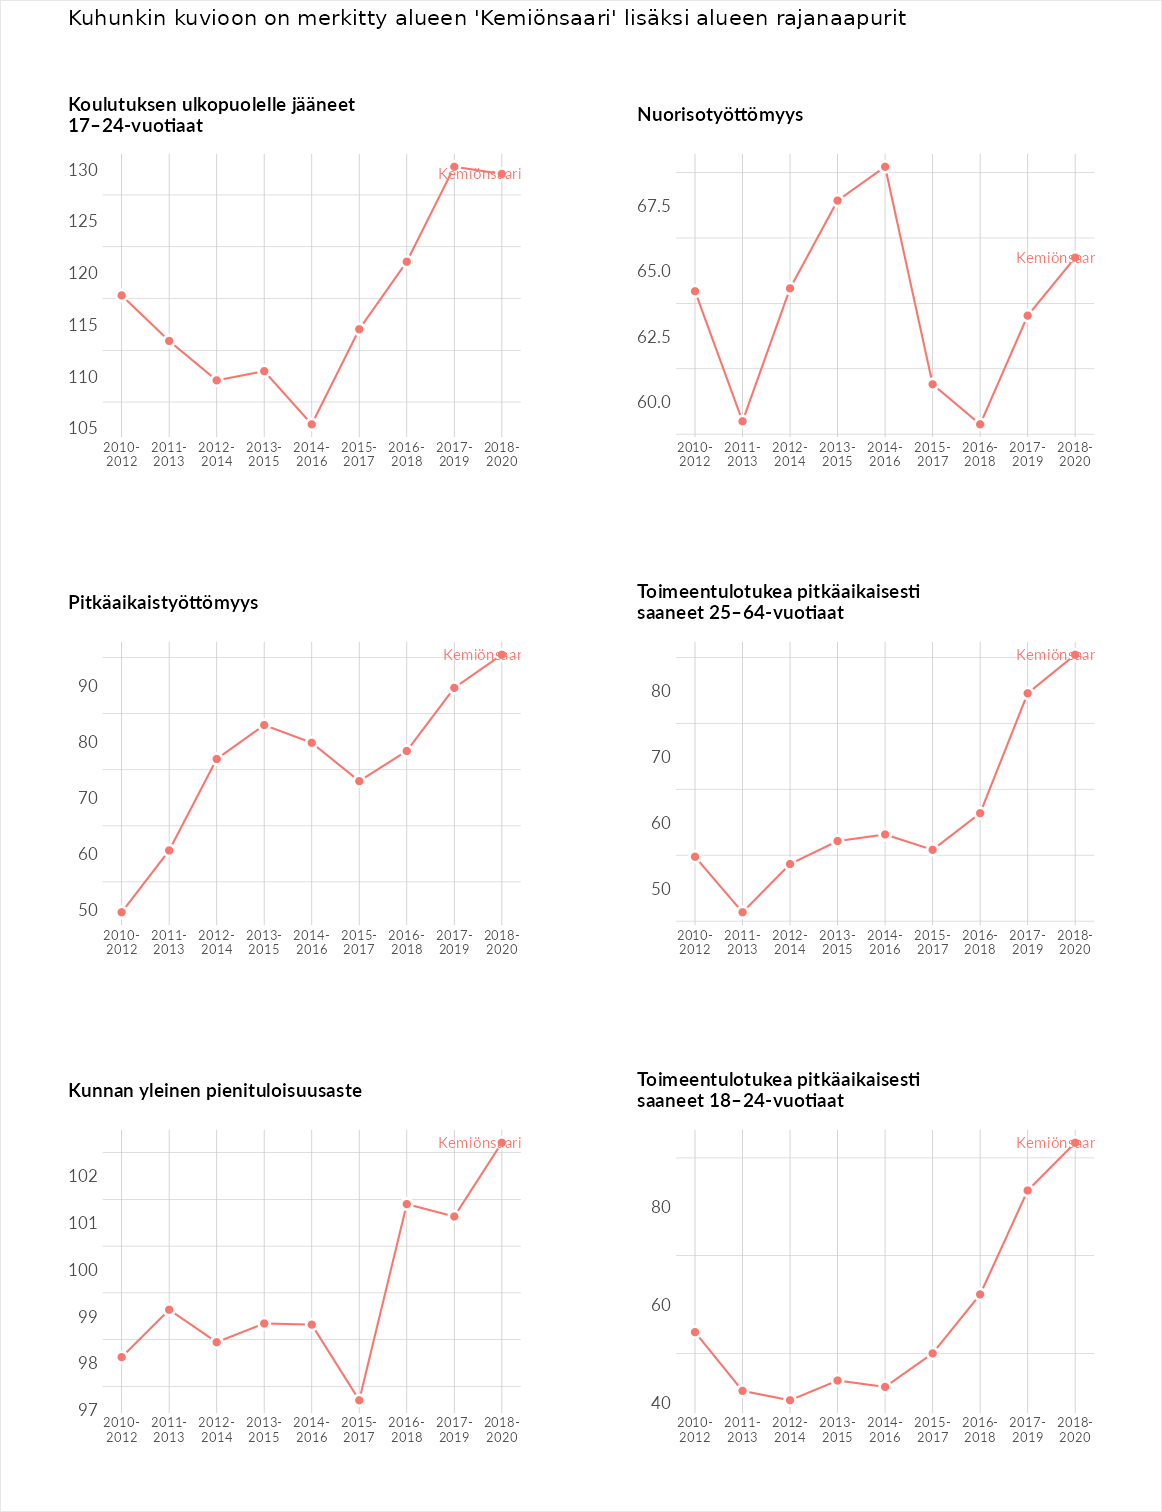 Kuhunkin kuvioon on merkitty alueen 'Kemiönsaari' lisäksi alueen rajanaapurit
Koulutuksen ulkopuolelle jääneet
17–24-vuotiaat
130
125
120
115
110
105
Kemiönsaari
2010- 2011- 2012- 2013- 2014- 2015- 2016- 2017- 2018-
2012 2013 2014 2015 2016 2017 2018 2019 2020
Nuorisotyöttömyys
67.5
65.0
62.5
60.0
Kemiönsaar
2010- 2011- 2012- 2013- 2014- 2015- 2016- 2017- 2018-
2012 2013 2014 2015 2016 2017 2018 2019 2020
Pitkäaikaistyöttömyys
90
80
70
60
50
Kemiönsaar
2010- 2011- 2012- 2013- 2014- 2015- 2016- 2017- 2018-
2012 2013 2014 2015 2016 2017 2018 2019 2020
Toimeentulotukea pitkäaikaisesti
saaneet 25–64-vuotiaat
80
70
60
50
Kemiönsaar
2010- 2011- 2012- 2013- 2014- 2015- 2016- 2017- 2018-
2012 2013 2014 2015 2016 2017 2018 2019 2020
Kunnan yleinen pienituloisuusaste
102
101
100
99
98
97
Kemiönsaari
2010- 2011- 2012- 2013- 2014- 2015- 2016- 2017- 2018-
2012 2013 2014 2015 2016 2017 2018 2019 2020
Toimeentulotukea pitkäaikaisesti
saaneet 18–24-vuotiaat
80
60
40
Kemiönsaar
2010- 2011- 2012- 2013- 2014- 2015- 2016- 2017- 2018-
2012 2013 2014 2015 2016 2017 2018 2019 2020